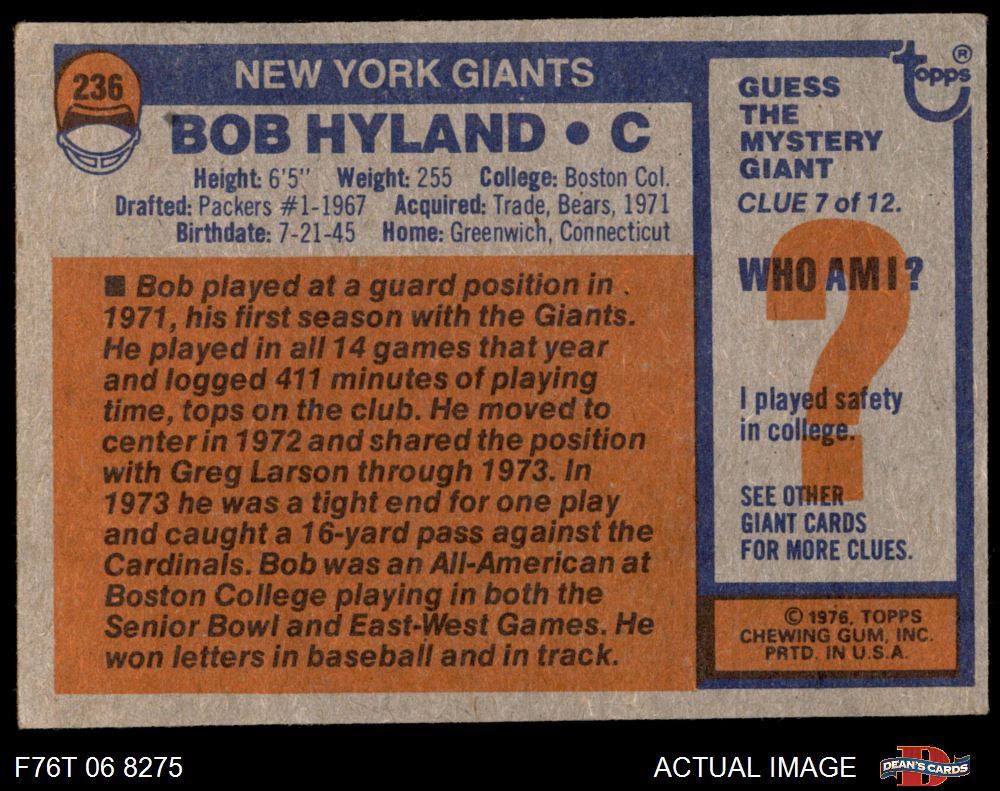 236
NEW YORK GIANTS
BOB HYLAND • C
Height: 6'5" Weight: 255 College: Boston Col.
Drafted: Packers #1-1967 Acquired: Trade, Bears, 1971
Birthdate: 7-21-45 Home: Greenwich, Connecticut
■ Bob played at a guard position in
1971, his first season with the Giants.
He played in all 14 games that year
and logged 411 minutes of playing
time, tops on the club. He moved to
center in 1972 and shared the position
with Greg Larson through 1973. In
1973 he was a tight end for one play
and caught a 16-yard pass against the
Cardinals. Bob was an All-American at
Boston College playing in both the
Senior Bowl and East-West Games. He
won letters in baseball and in track.
Topps®
GUESS
THE
MYSTERY
GIANT
CLUE 7 of 12.
WHO AM I ?
?
I played safety
in college.
SEE OTHER
GIANT CARDS
FOR MORE CLUES.
© 1976, TOPPS
CHEWING GUM, INC.
PRTD. IN U.S.A.
F76T 06 8275
ACTUAL IMAGE
D
DEAN'S CARDS